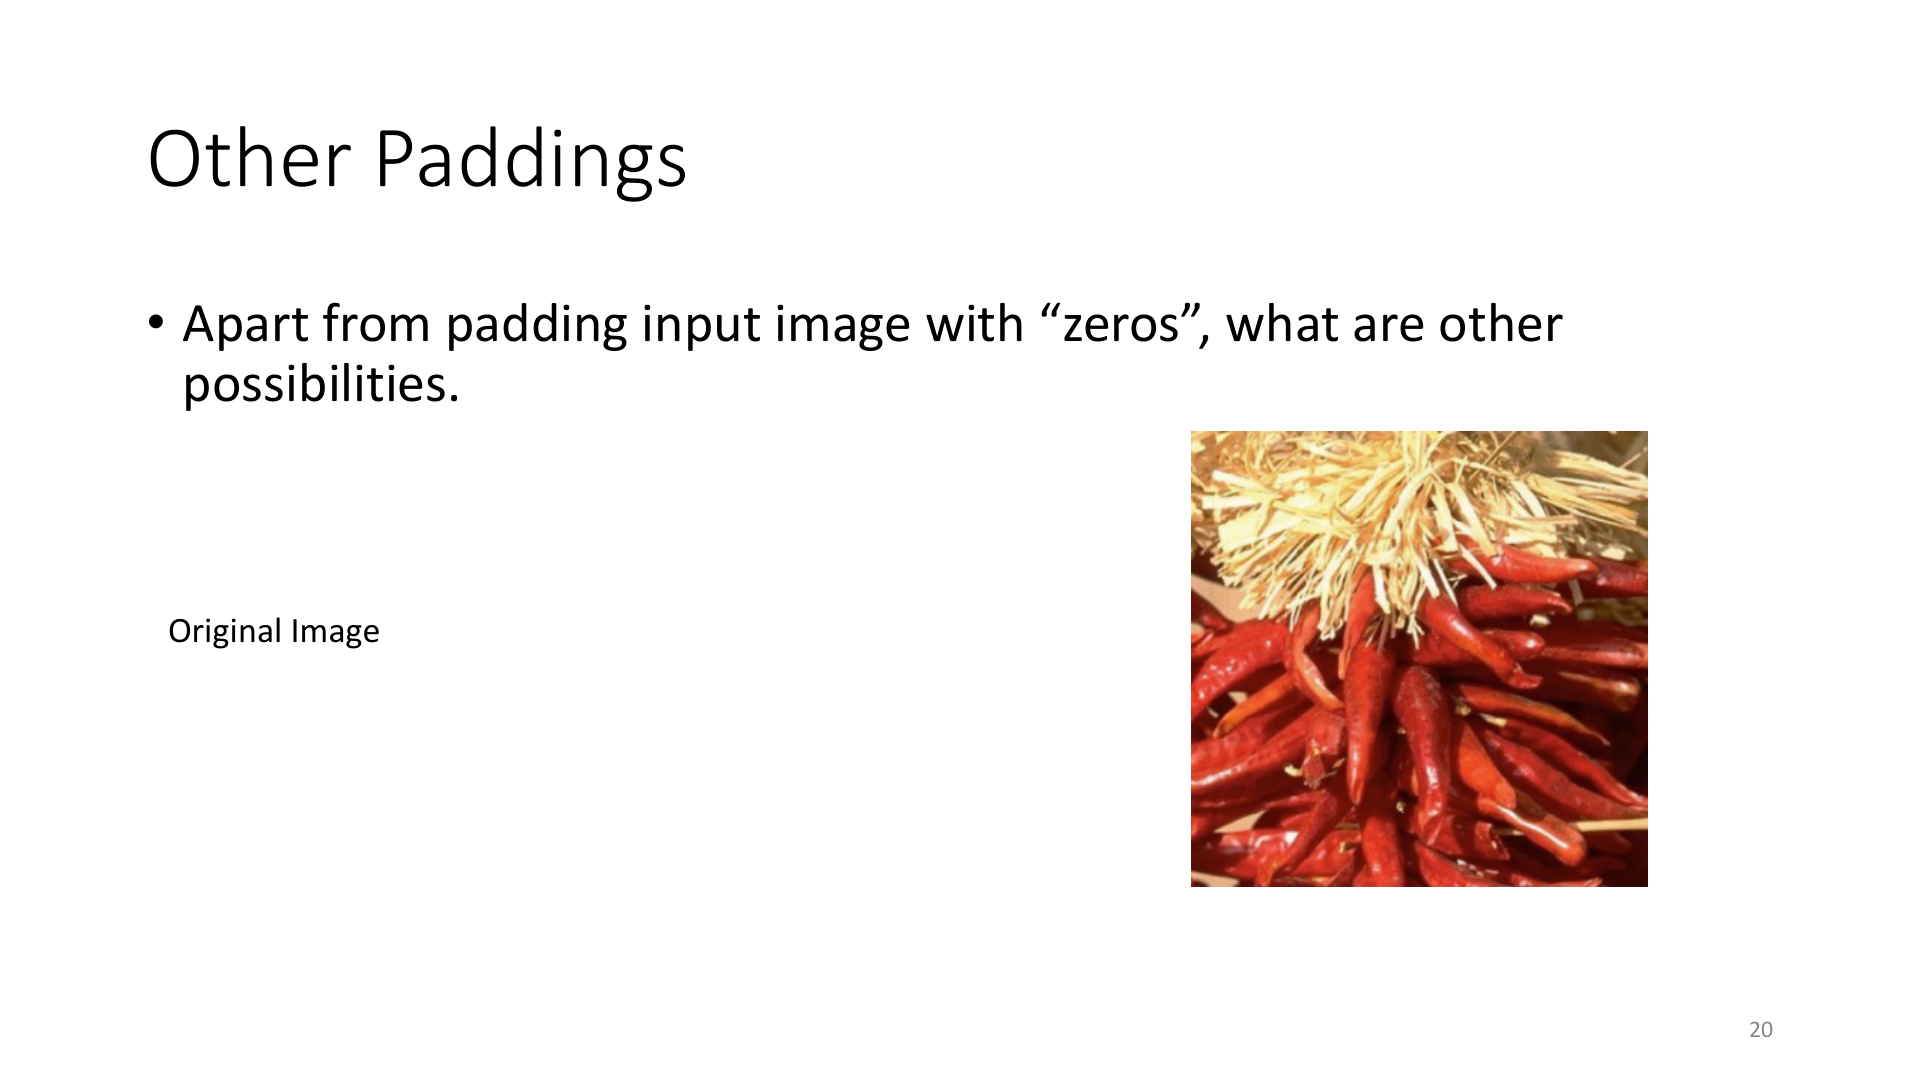 Other Paddings
• Apart from padding input image with “zeros”, what are other
possibilities.
Original Image
20